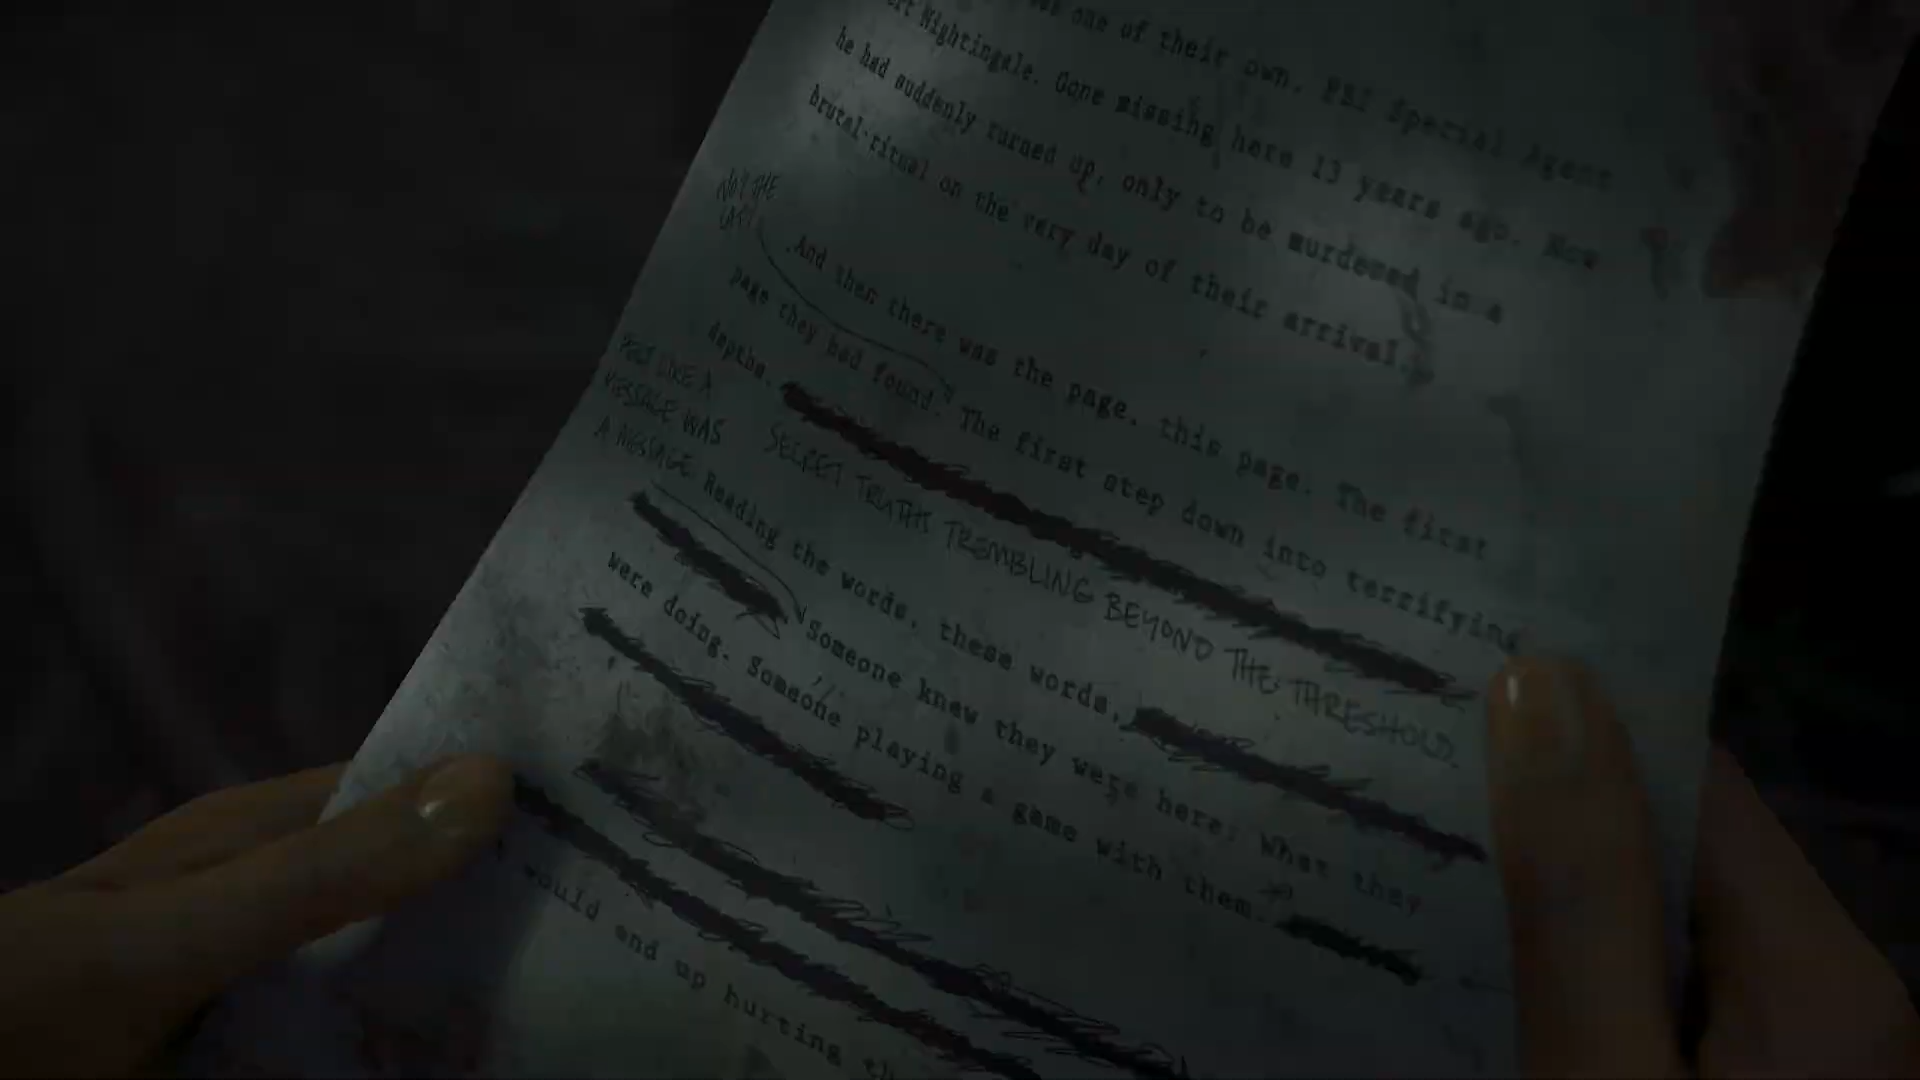 one of their own, FBI Special Agent
Nightingale. Gone missing here 13 years ago. Now
he had suddenly turned up, only to be murdered in a
brutal ritual on the very day of their arrival.
NOT THE
LAST
And then there was the page, this page. The first
page they had found. The first step down into terrifying
depths.
SECRET TRUTHS TREMBLING BEYOND THE THRESHOLD.
LIKE A
MESSAGE WAS
A MESSAGE.
Reading the words, these words,
Someone knew they were here; What they
were doing. Someone playing a game with them.
would end up hurting